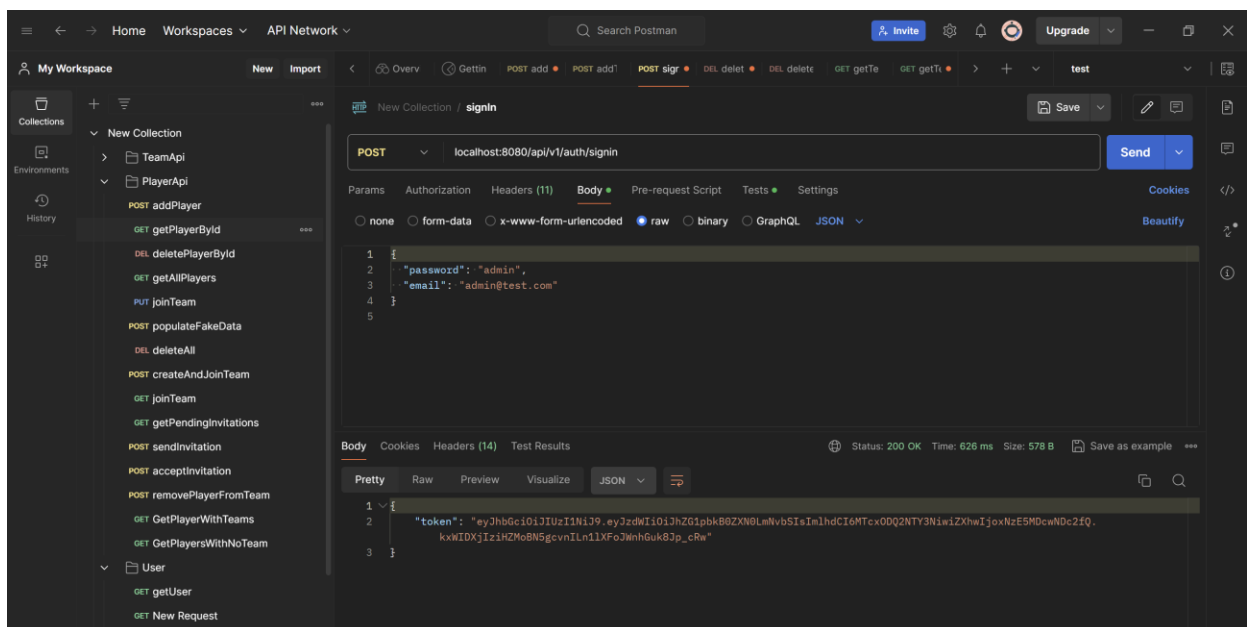 Home Workspaces API Network Search Postman Invite Upgrade
My Workspace New Import Overv Gettin POST add POST addT POST sigr DEL delet DEL delete GET getTe GET getTe test
Collections
Environments
History
New Collection
TeamApi
PlayerApi
POST addPlayer
GET getPlayerById
DEL deletePlayerById
GET getAllPlayers
PUT joinTeam
POST populateFakeData
DEL deleteAll
POST createAndJoinTeam
GET joinTeam
GET getPendingInvitations
POST sendInvitation
POST acceptInvitation
POST removePlayerFromTeam
GET GetPlayerWithTeams
GET GetPlayersWithNoTeam
User
GET getUser
GET New Request
HTTP New Collection / signIn Save
POST localhost:8080/api/v1/auth/signin Send
Params Authorization Headers (11) Body Pre-request Script Tests Settings Cookies
none form-data x-www-form-urlencoded raw binary GraphQL JSON Beautify
1 {
2 "password": "admin",
3 "email": "admin@test.com"
4 }
5
Body Cookies Headers (14) Test Results Status: 200 OK Time: 626 ms Size: 578 B Save as example
Pretty Raw Preview Visualize JSON
1 {
2 "token": "eyJhbGciOiJIUzI1NiJ9.eyJzdWIiOiJhZG1pbkB0ZXN0LmNvbSIsImlhdCI6MTcxODQ2NTY3NiwiZXhwIjoxNzE5MDcwNDc2fQ.
kxWIDXjIziHZMoBN5gcvnILn1lXFoJWnhGuk8Jp_cRw"
3 }